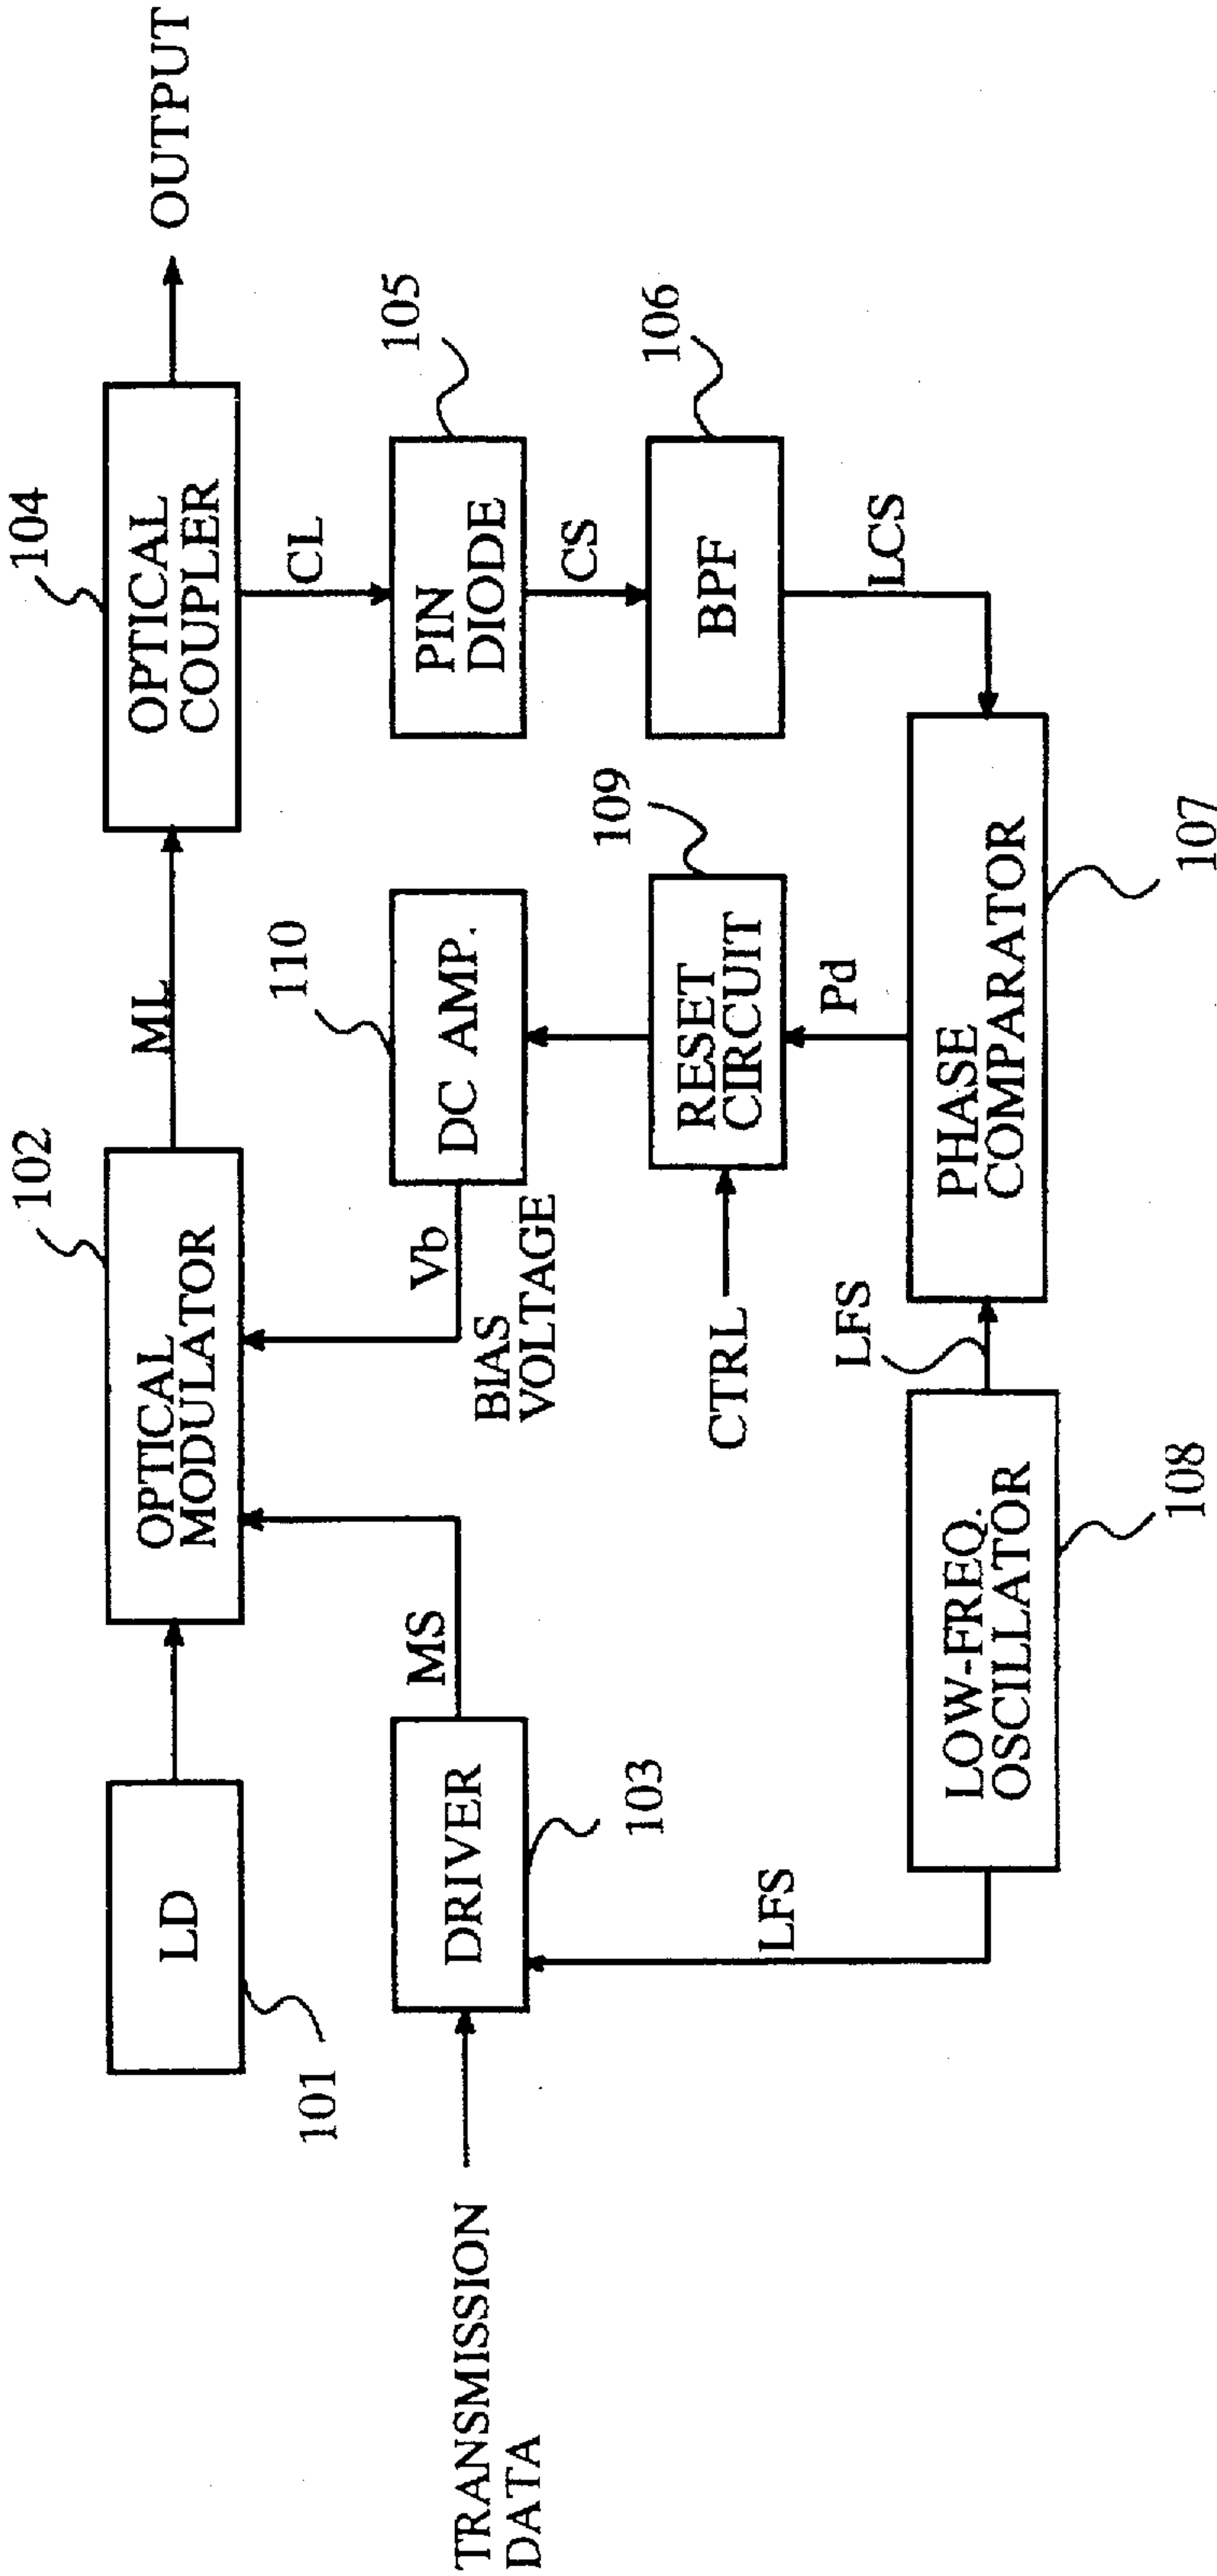 104
OPTICAL
COUPLER
OUTPUT
ML
102
OPTICAL
MODULATOR
LD
101
CL
105
PIN
DIODE
110
DC AMP.
Vb
BIAS
VOLTAGE
MS
DRIVER
103
TRANSMISSION
DATA
CS
106
BPF
109
RESET
CIRCUIT
CTRL
LCS
Pd
LFS
LFS
PHASE
COMPARATOR
107
LOW-FREQ.
OSCILLATOR
108